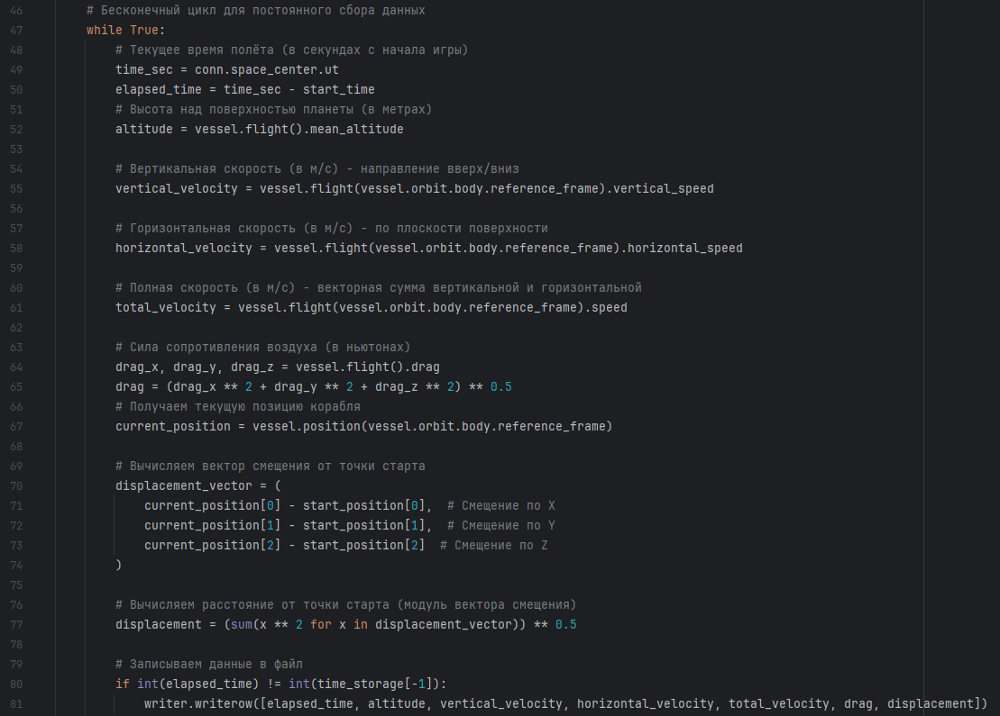 46 # Бесконечный цикл для постоянного сбора данных
47 while True:
48 # Текущее время полёта (в секундах с начала игры)
49 time_sec = conn.space_center.ut
50 elapsed_time = time_sec - start_time
51 # Высота над поверхностью планеты (в метрах)
52 altitude = vessel.flight().mean_altitude
53
54 # Вертикальная скорость (в м/с) - направление вверх/вниз
55 vertical_velocity = vessel.flight(vessel.orbit.body.reference_frame).vertical_speed
56
57 # Горизонтальная скорость (в м/с) - по плоскости поверхности
58 horizontal_velocity = vessel.flight(vessel.orbit.body.reference_frame).horizontal_speed
59
60 # Полная скорость (в м/с) - векторная сумма вертикальной и горизонтальной
61 total_velocity = vessel.flight(vessel.orbit.body.reference_frame).speed
62
63 # Сила сопротивления воздуха (в ньютонах)
64 drag_x, drag_y, drag_z = vessel.flight().drag
65 drag = (drag_x ** 2 + drag_y ** 2 + drag_z ** 2) ** 0.5
66 # Получаем текущую позицию корабля
67 current_position = vessel.position(vessel.orbit.body.reference_frame)
68
69 # Вычисляем вектор смещения от точки старта
70 displacement_vector = (
71 current_position[0] - start_position[0], # Смещение по X
72 current_position[1] - start_position[1], # Смещение по Y
73 current_position[2] - start_position[2] # Смещение по Z
74 )
75
76 # Вычисляем расстояние от точки старта (модуль вектора смещения)
77 displacement = (sum(x ** 2 for x in displacement_vector)) ** 0.5
78
79 # Записываем данные в файл
80 if int(elapsed_time) != int(time_storage[-1]):
81 writer.writerow([elapsed_time, altitude, vertical_velocity, horizontal_velocity, total_velocity, drag, displacement])